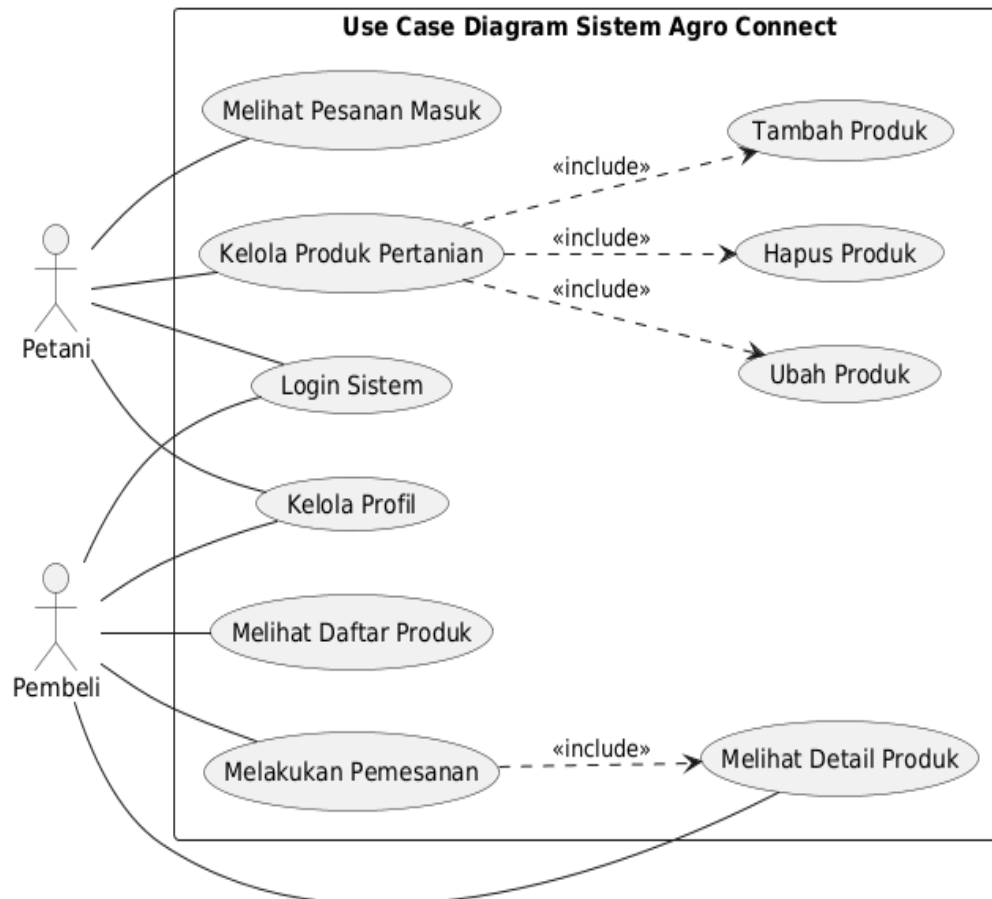 Use Case Diagram Sistem Agro Connect
Melihat Pesanan Masuk
Tambah Produk
«include»
Kelola Produk Pertanian
«include»
Hapus Produk
«include»
Petani
Login Sistem
Ubah Produk
Kelola Profil
Melihat Daftar Produk
Pembeli
«include»
Melakukan Pemesanan
Melihat Detail Produk